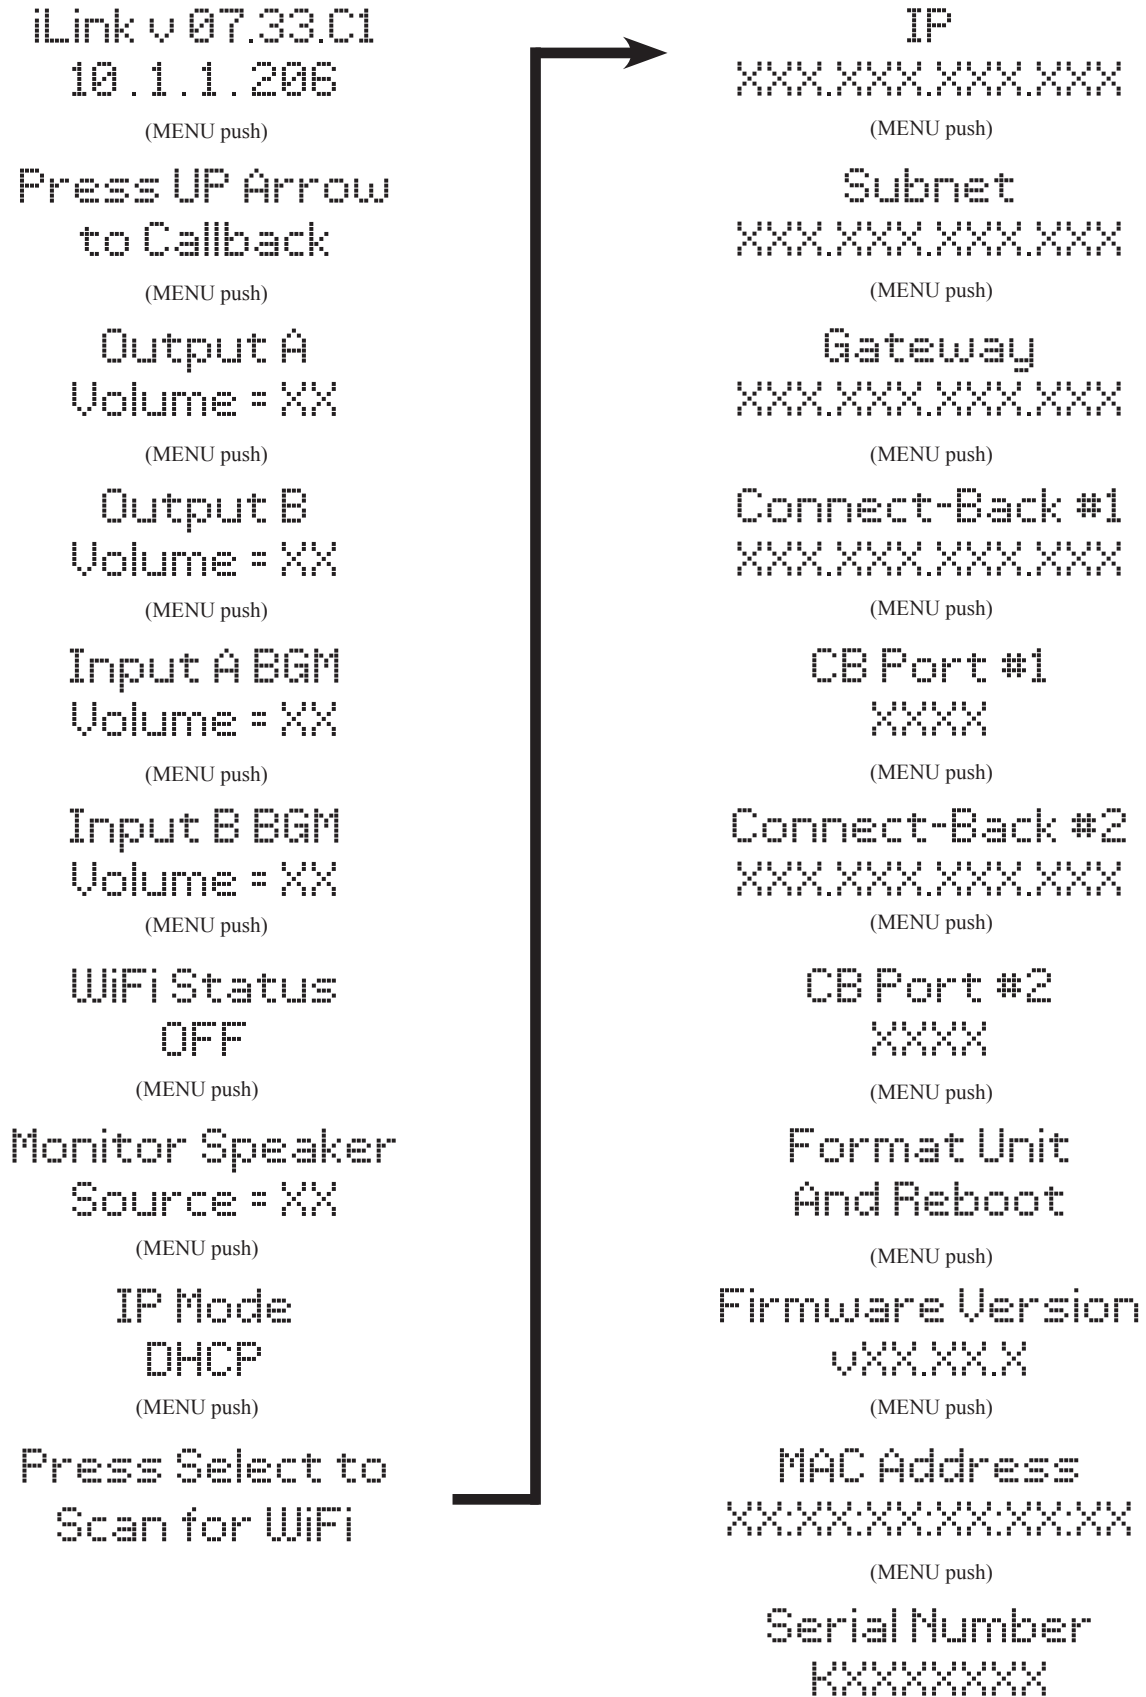 iLink v 07.33.C1
10.1.1.206
(MENU push)
Press UP Arrow
to Callback
(MENU push)
Output A
Volume = XX
(MENU push)
Output B
Volume = XX
(MENU push)
Input A BGM
Volume = XX
(MENU push)
Input B BGM
Volume = XX
(MENU push)
WiFi Status
OFF
(MENU push)
Monitor Speaker
Source = XX
(MENU push)
IP Mode
DHCP
(MENU push)
Press Select to
Scan for WiFi
IP
XXX.XXX.XXX.XXX
(MENU push)
Subnet
XXX.XXX.XXX.XXX
(MENU push)
Gateway
XXX.XXX.XXX.XXX
(MENU push)
Connect-Back #1
XXX.XXX.XXX.XXX
(MENU push)
CB Port #1
XXXX
(MENU push)
Connect-Back #2
XXX.XXX.XXX.XXX
(MENU push)
CB Port #2
XXXX
(MENU push)
Format Unit
And Reboot
(MENU push)
Firmware Version
vXX.XX.X
(MENU push)
MAC Address
XX:XX:XX:XX:XX:XX
(MENU push)
Serial Number
KXXXXXXX